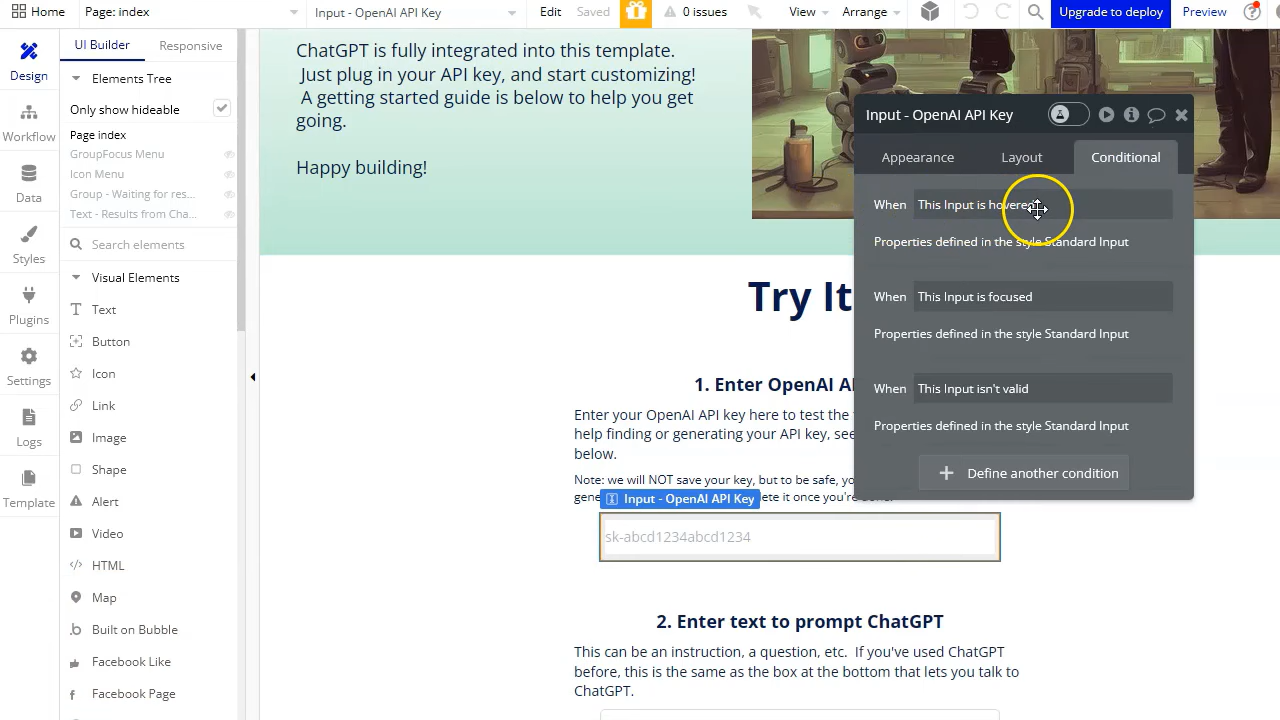 Home
Page: index
Input - OpenAI API Key
Edit
Saved
0 issues
View
Arrange
Upgrade to deploy
Preview
Design
Workflow
Data
Styles
Plugins
Settings
Logs
Template
UI Builder
Responsive
Elements Tree
Only show hideable
Page index
GroupFocus Menu
Icon Menu
Group - Waiting for res...
Text - Results from Cha...
Search elements
Visual Elements
Text
Button
Icon
Link
Image
Shape
Alert
Video
HTML
Map
Built on Bubble
Facebook Like
Facebook Page
ChatGPT is fully integrated into this template.
Just plug in your API key, and start customizing!
A getting started guide is below to help you get
going.
Happy building!
Try It
1. Enter OpenAI A
Enter your OpenAI API key here to test the
help finding or generating your API key, see
below.
Note: we will NOT save your key, but to be safe, yo
Input - OpenAI API Key
sk-abcd1234abcd1234
2. Enter text to prompt ChatGPT
This can be an instruction, a question, etc. If you've used ChatGPT
before, this is the same as the box at the bottom that lets you talk to
ChatGPT.
Input - OpenAI API Key
Appearance
Layout
Conditional
When This Input is hovered
Properties defined in the style Standard Input
When This Input is focused
Properties defined in the style Standard Input
When This Input isn't valid
Properties defined in the style Standard Input
Define another condition